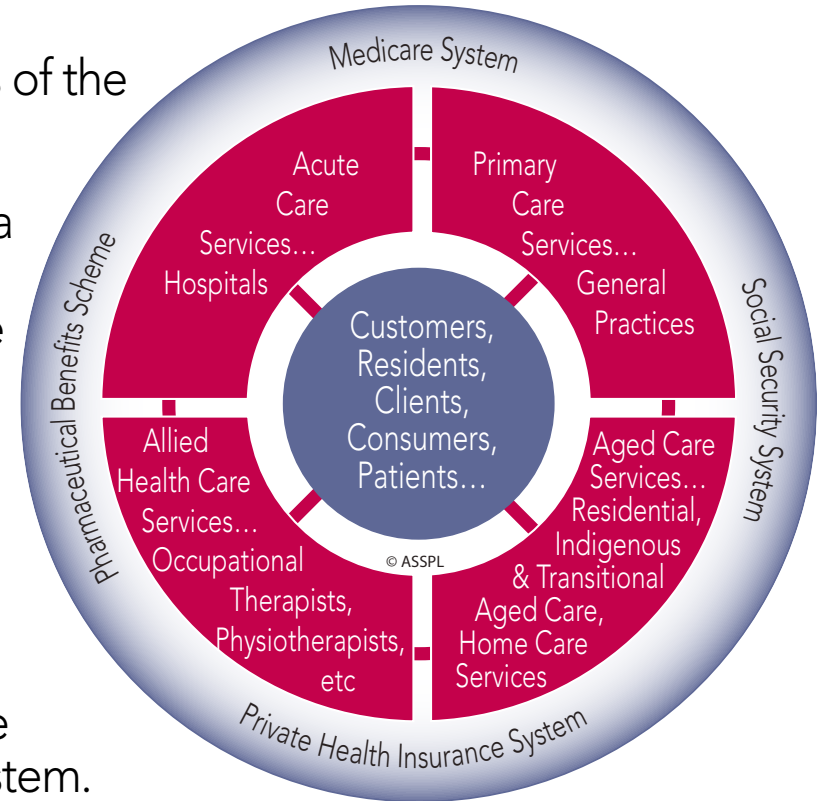 of the
a
Medicare System
Acute
Care
Services...
Hospitals
Primary
Care
Services...
General
Practices
Pharmaceutical Benefits Scheme
Social Security System
Customers,
Residents,
Clients,
Consumers,
Patients...
Allied
Health Care
Services...
Occupational
Therapists,
Physiotherapists,
etc
Aged Care
Services...
Residential,
Indigenous
& Transitional
Aged Care,
Home Care
Services
© ASSPL
Private Health Insurance System